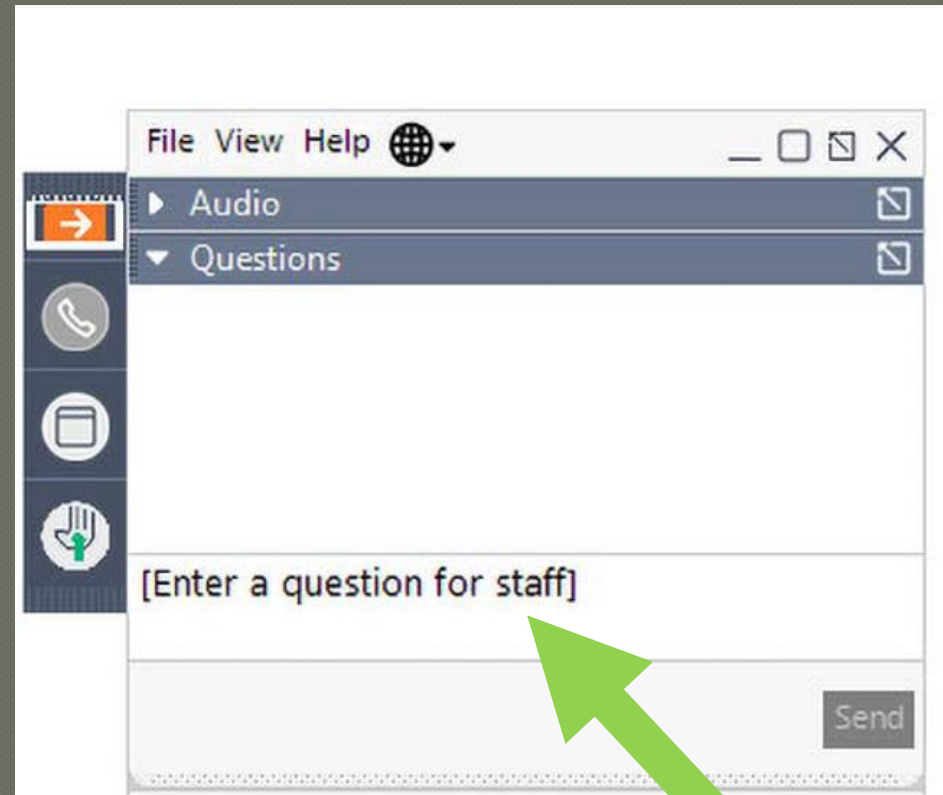 File View Help
Audio
Questions
[Enter a question for staff]
Send